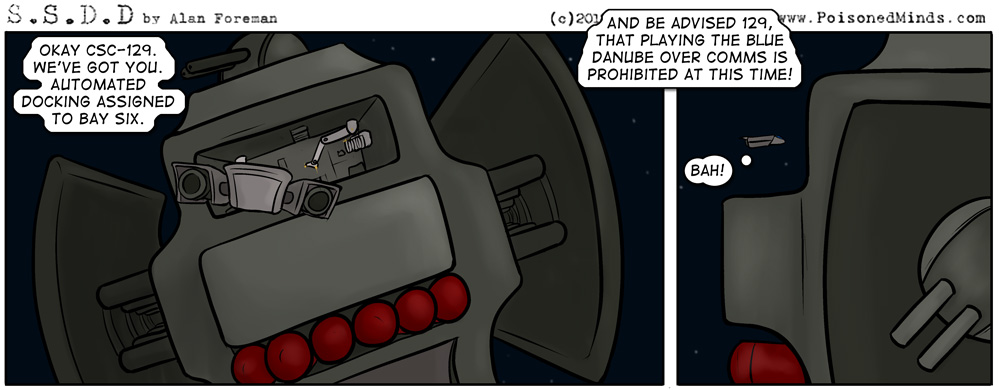 S.S.D.D by Alan Foreman
(c)201
www.PoisonedMinds.com
OKAY CSC-129.
WE'VE GOT YOU.
AUTOMATED
DOCKING ASSIGNED
TO BAY SIX.
AND BE ADVISED 129,
THAT PLAYING THE BLUE
DANUBE OVER COMMS IS
PROHIBITED AT THIS TIME!
BAH!